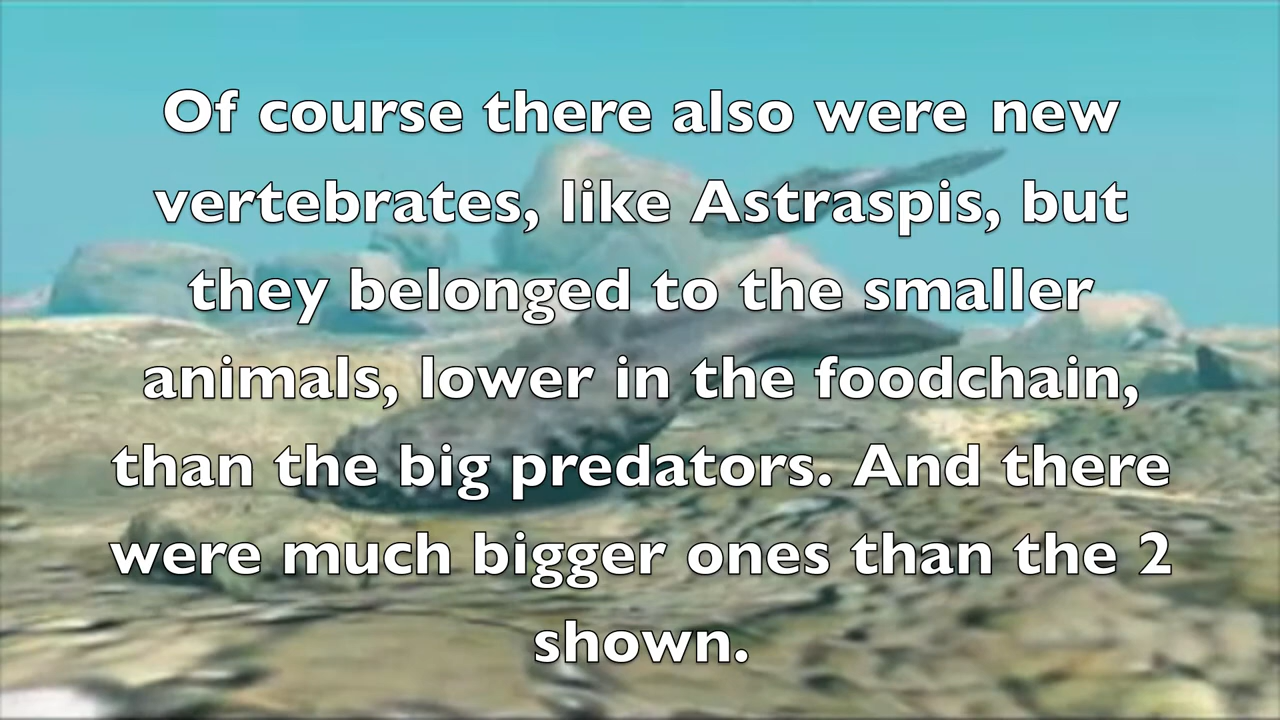 Of course there also were new
vertebrates, like Astraspis, but
they belonged to the smaller
animals, lower in the foodchain,
than the big predators. And there
were much bigger ones than the 2
shown.